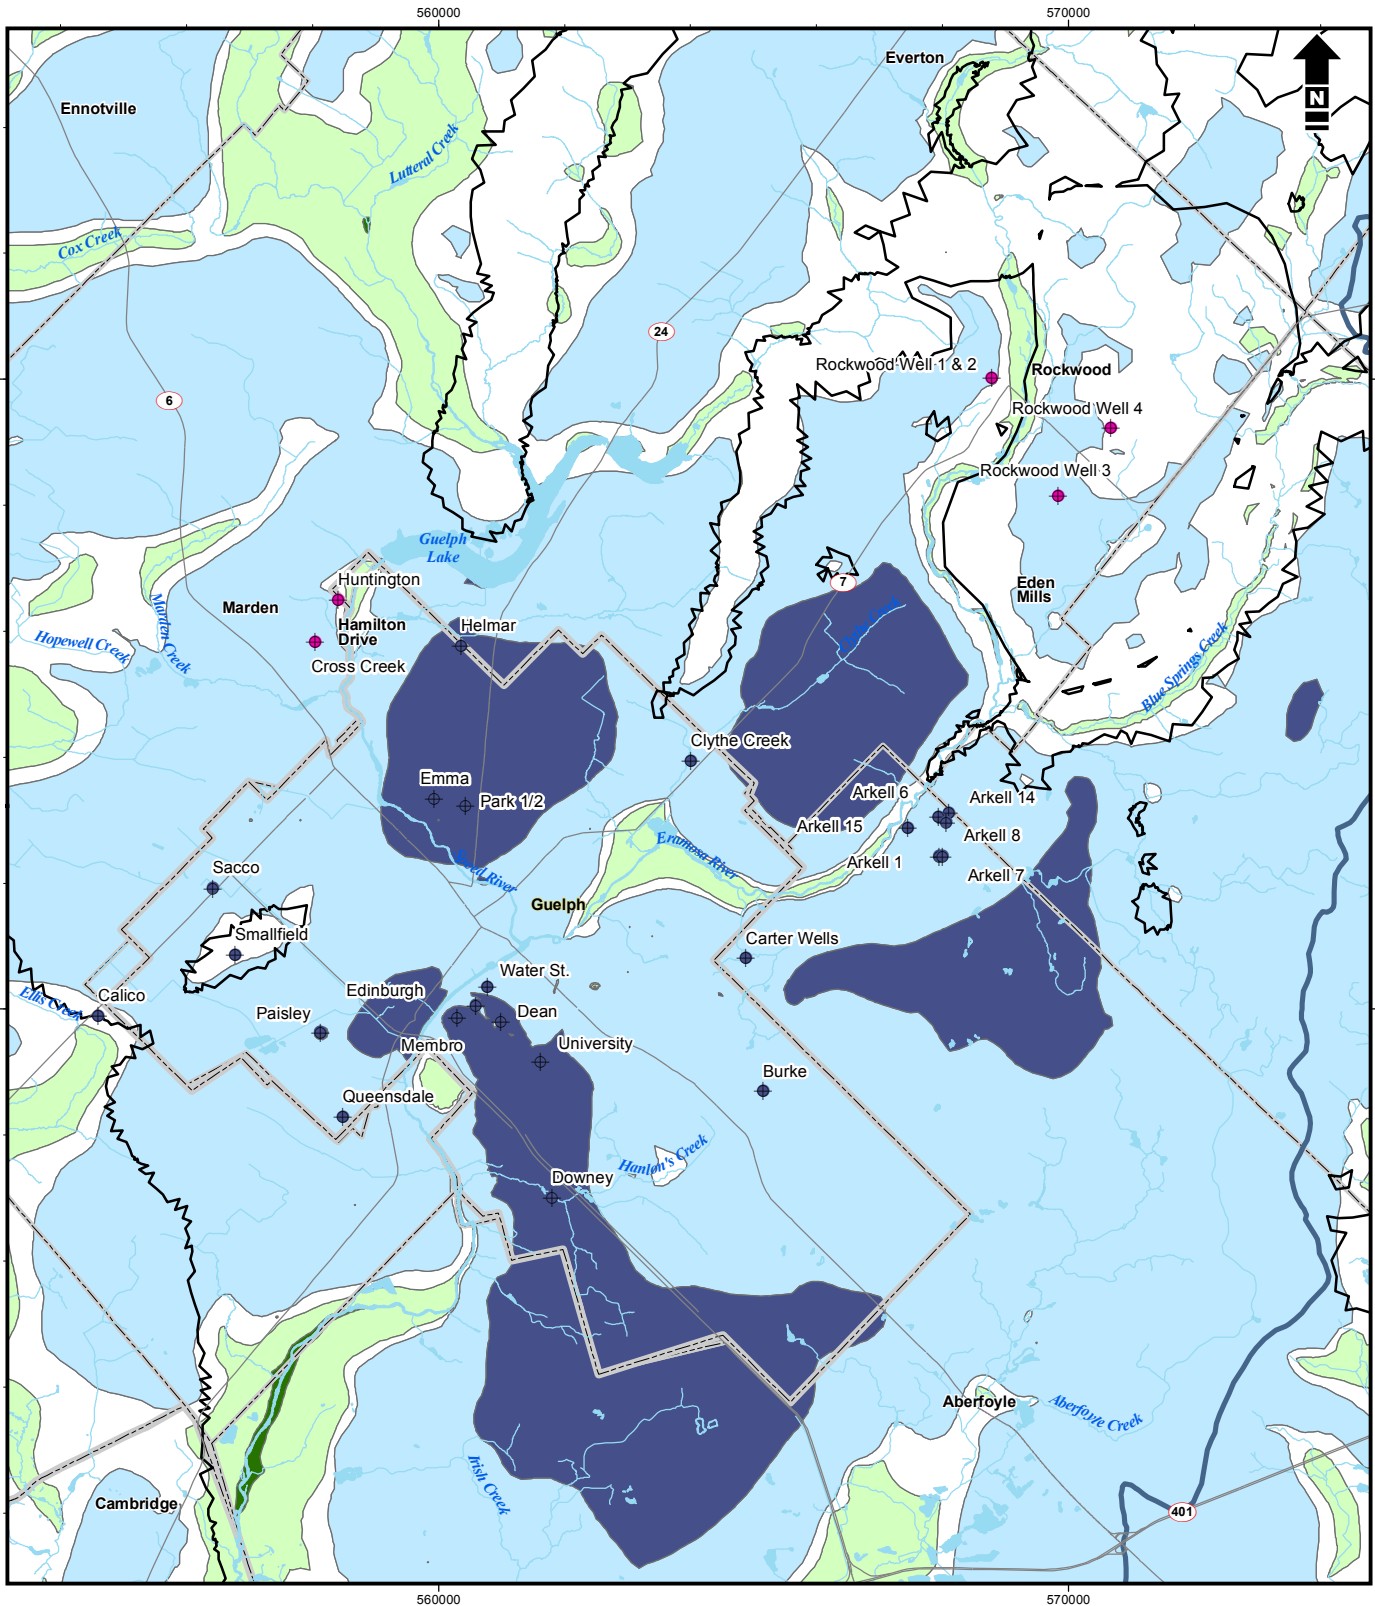 560000
570000
Everton
N
Ennotville
Lutteral Creek
Cox Creek
24
Rockwood Well 1 & 2
Rockwood
6
Rockwood Well 4
Rockwood Well 3
Guelph
Lake
Huntington
7
Eden
Mills
Marden
Marden Creek
Hamilton
Drive
Helmar
Clythe Creek
Hopewell Creek
Cross Creek
Blue Springs Creek
Clythe Creek
Emma
Park 1/2
Arkell 6
Arkell 14
Arkell 15
Arkell 8
Eramosa River
Arkell 1
Speed River
Sacco
Arkell 7
Guelph
Smallfield
Carter Wells
Water St.
Edinburgh
Calico
Ellis Creek
Paisley
Dean
Membro
University
Burke
Queensdale
Hanlon's Creek
Downey
Aberfoyle
Aberfoyle Creek
Irish Creek
Cambridge
401
560000
570000